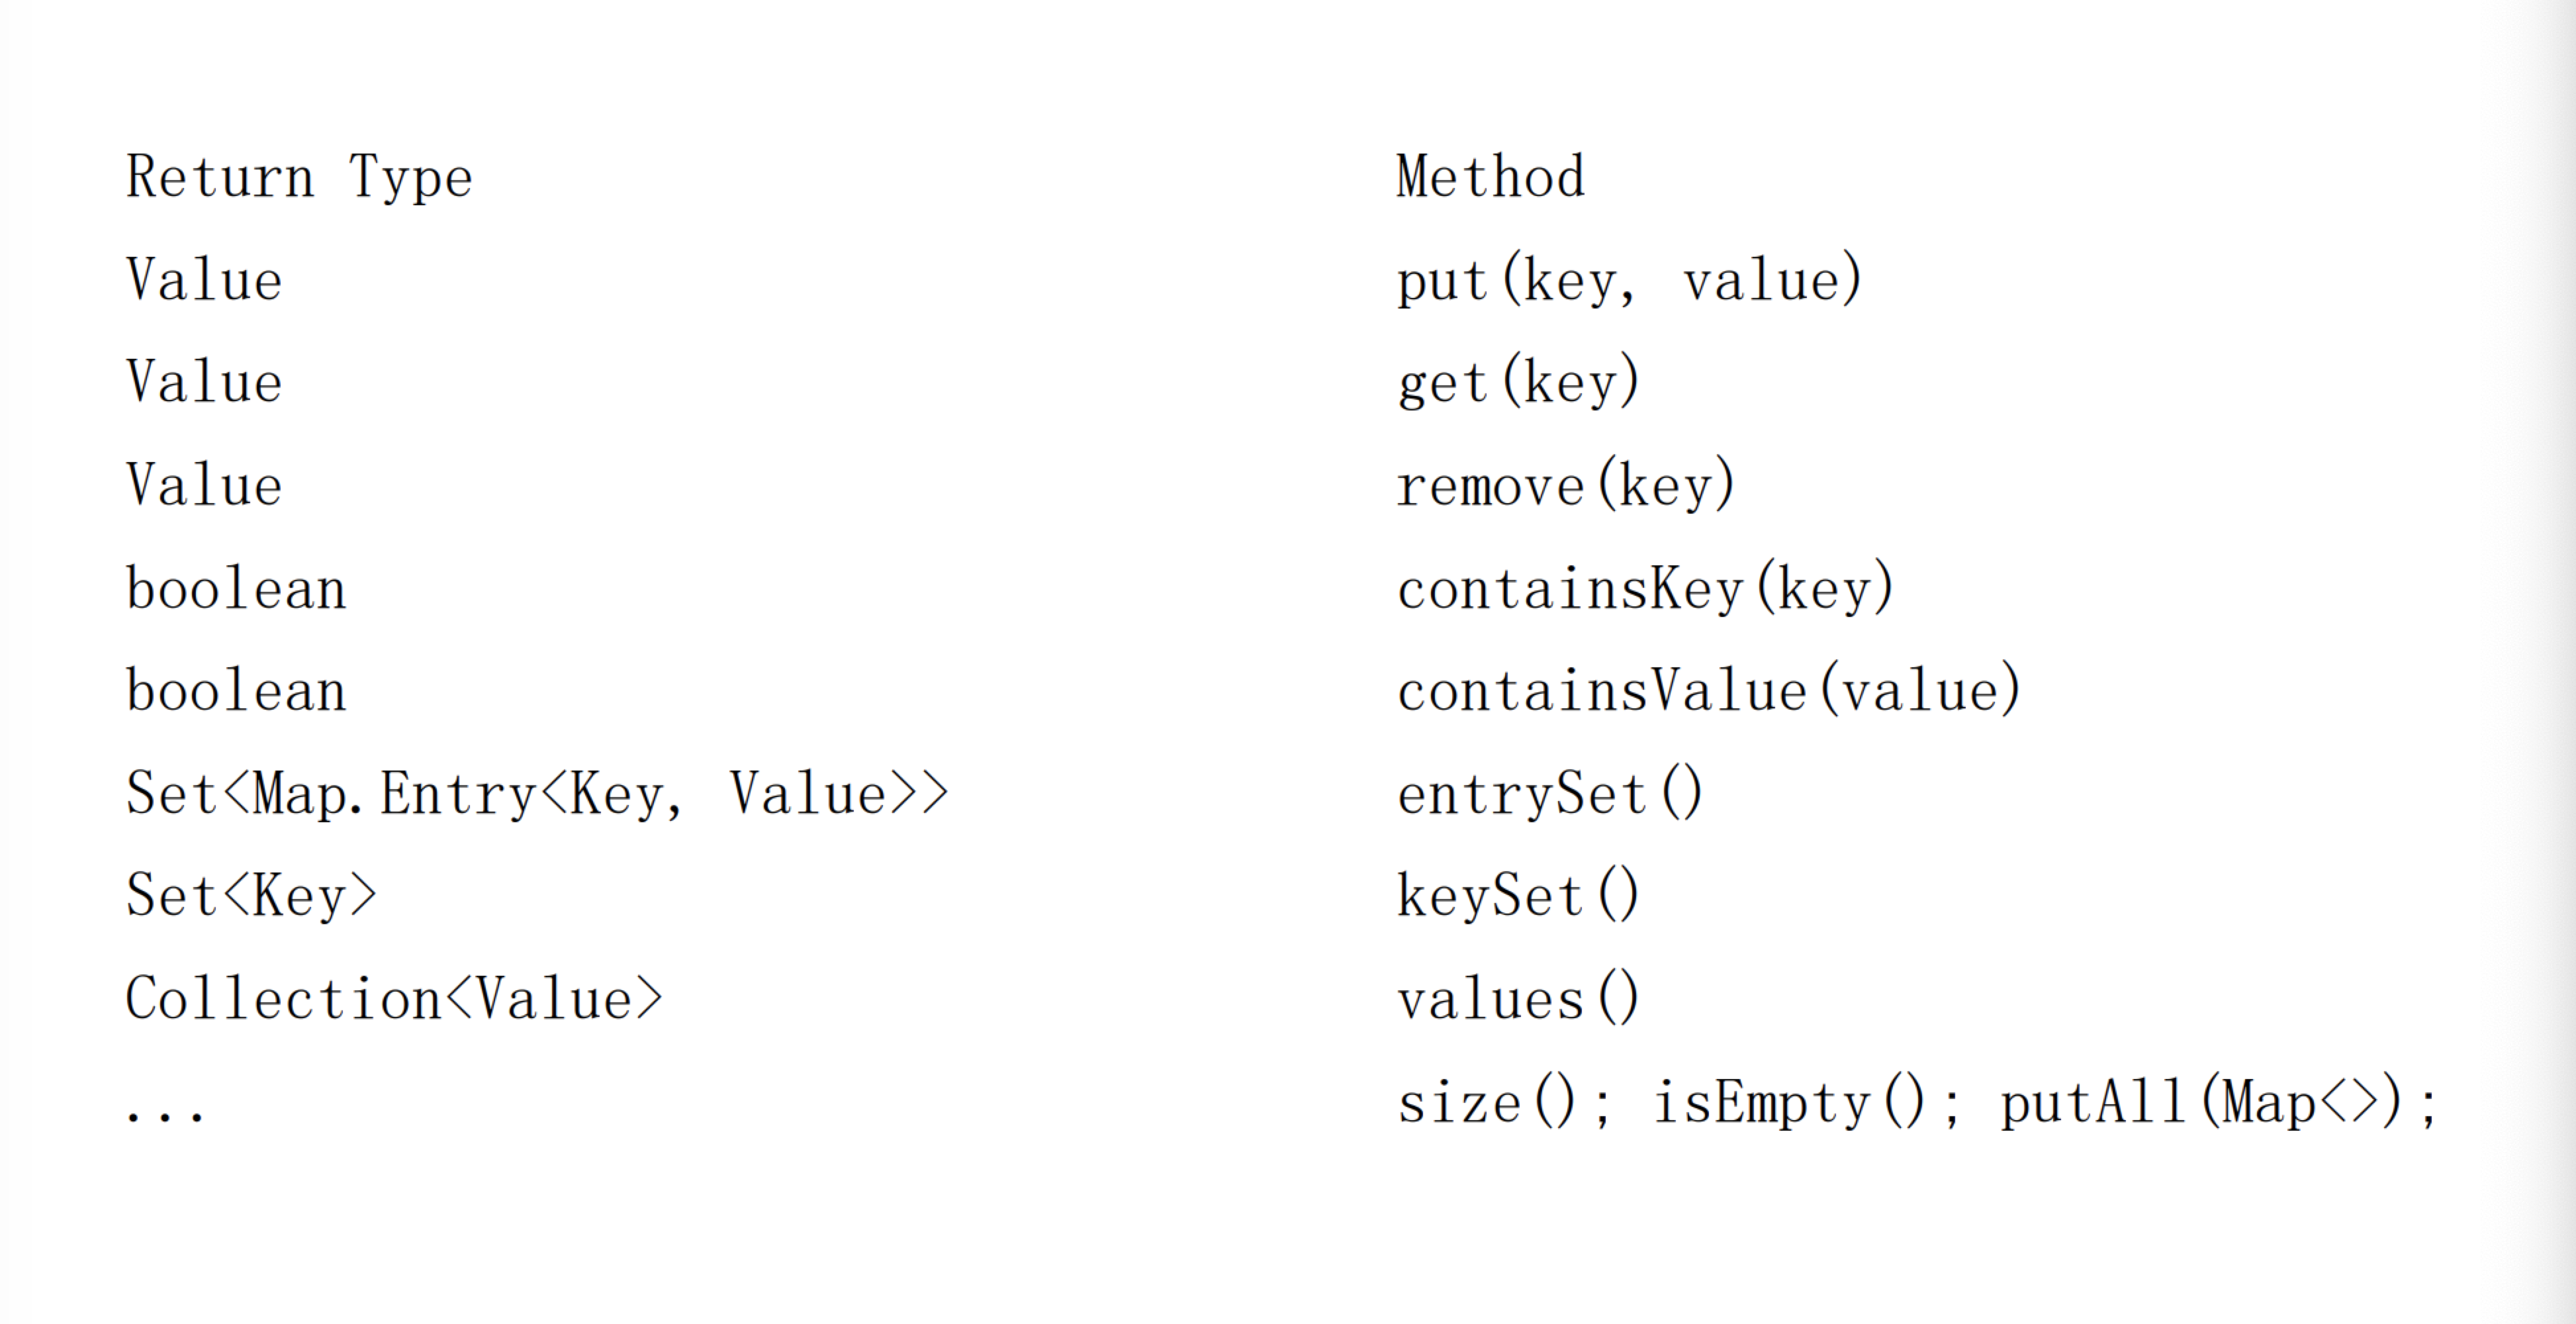 Return Type Method
Value put(key, value)
Value get(key)
Value remove(key)
boolean containsKey(key)
boolean containsValue(value)
Set<Map.Entry<Key, Value>> entrySet()
Set<Key> keySet()
Collection<Value> values()
... size(); isEmpty(); putAll(Map<>);